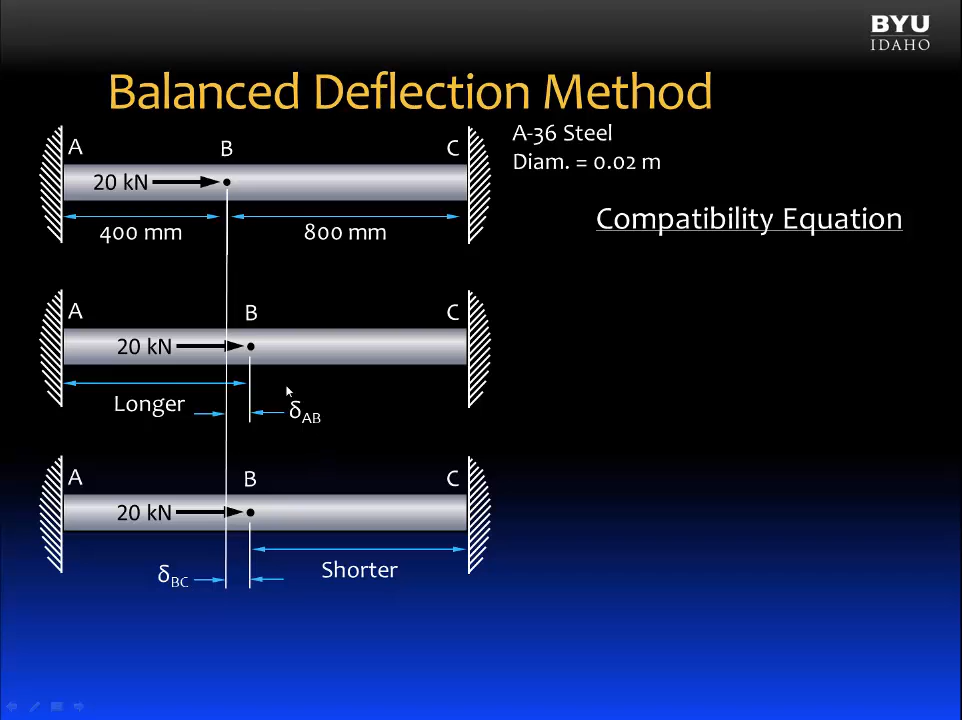 BYU
IDAHO
Balanced Deflection Method
A-36 Steel
Diam. = 0.02 m
Compatibility Equation
A B C
20 kN
400 mm 800 mm
A B C
20 kN
Longer δAB
A B C
20 kN
δBC Shorter